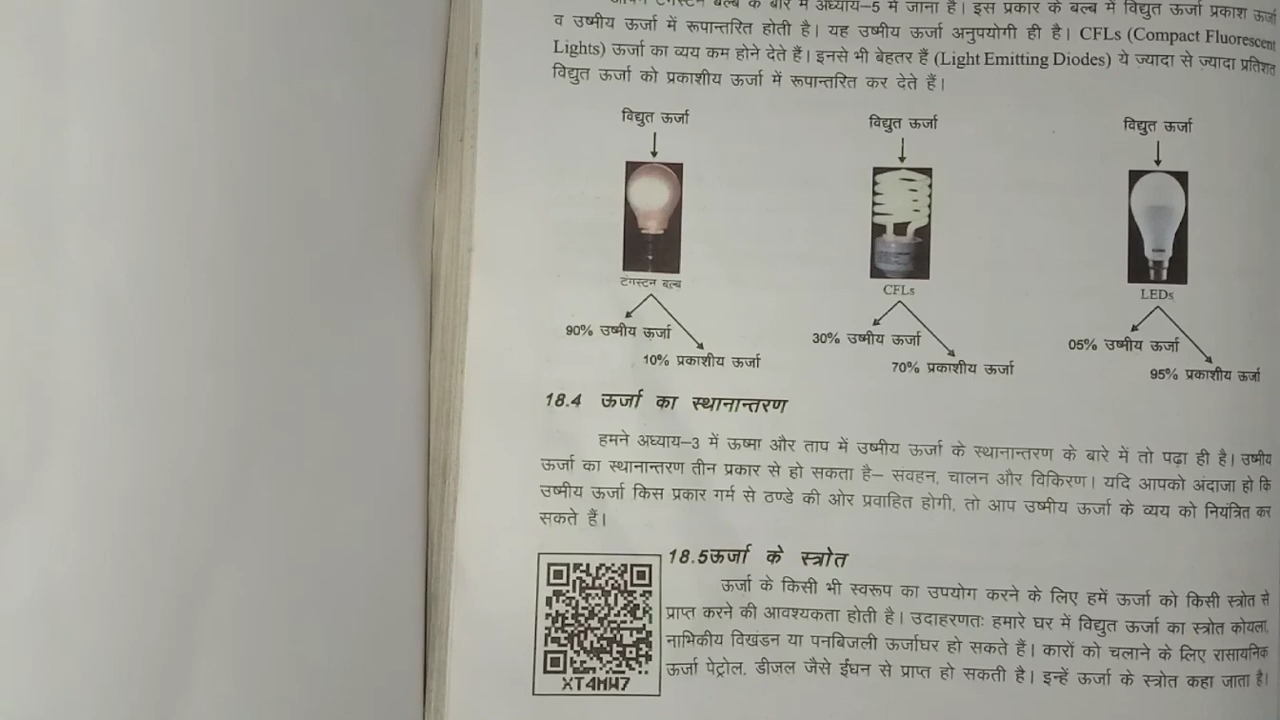 टंगस्टन बल्ब के बारे में अध्याय–5 में जाना है। इस प्रकार के बल्ब में विद्युत ऊर्जा प्रकाश ऊर्जा
व उष्मीय ऊर्जा में रूपान्तरित होती है। यह उष्मीय ऊर्जा अनुपयोगी ही है। CFLs (Compact Fluorescent
Lights) ऊर्जा का व्यय कम होने देते हैं। इनसे भी बेहतर हैं (Light Emitting Diodes) ये ज़्यादा से ज़्यादा प्रतिशत
विद्युत ऊर्जा को प्रकाशीय ऊर्जा में रूपान्तरित कर देते हैं।
विद्युत ऊर्जा विद्युत ऊर्जा विद्युत ऊर्जा
टंगस्टन बल्ब CFLs LEDs
90% उष्मीय ऊर्जा 30% उष्मीय ऊर्जा 05% उष्मीय ऊर्जा
10% प्रकाशीय ऊर्जा 70% प्रकाशीय ऊर्जा 95% प्रकाशीय ऊर्जा
18.4 ऊर्जा का स्थानान्तरण
हमने अध्याय–3 में ऊष्मा और ताप में उष्मीय ऊर्जा के स्थानान्तरण के बारे में तो पढ़ा ही है। उष्मीय
ऊर्जा का स्थानान्तरण तीन प्रकार से हो सकता है– संवहन, चालन और विकिरण। यदि आपको अंदाजा हो कि
उष्मीय ऊर्जा किस प्रकार गर्म से ठण्डे की ओर प्रवाहित होगी, तो आप उष्मीय ऊर्जा के व्यय को नियंत्रित कर
सकते हैं।
18.5ऊर्जा के स्त्रोत
ऊर्जा के किसी भी स्वरूप का उपयोग करने के लिए हमें ऊर्जा को किसी स्त्रोत से
प्राप्त करने की आवश्यकता होती है। उदाहरणतः हमारे घर में विद्युत ऊर्जा का स्त्रोत कोयला,
नाभिकीय विखंडन या पनबिजली ऊर्जाघर हो सकते हैं। कारों को चलाने के लिए रासायनिक
ऊर्जा पेट्रोल, डीजल जैसे ईंघन से प्राप्त हो सकती है। इन्हें ऊर्जा के स्त्रोत कहा जाता है।
XT4MW7